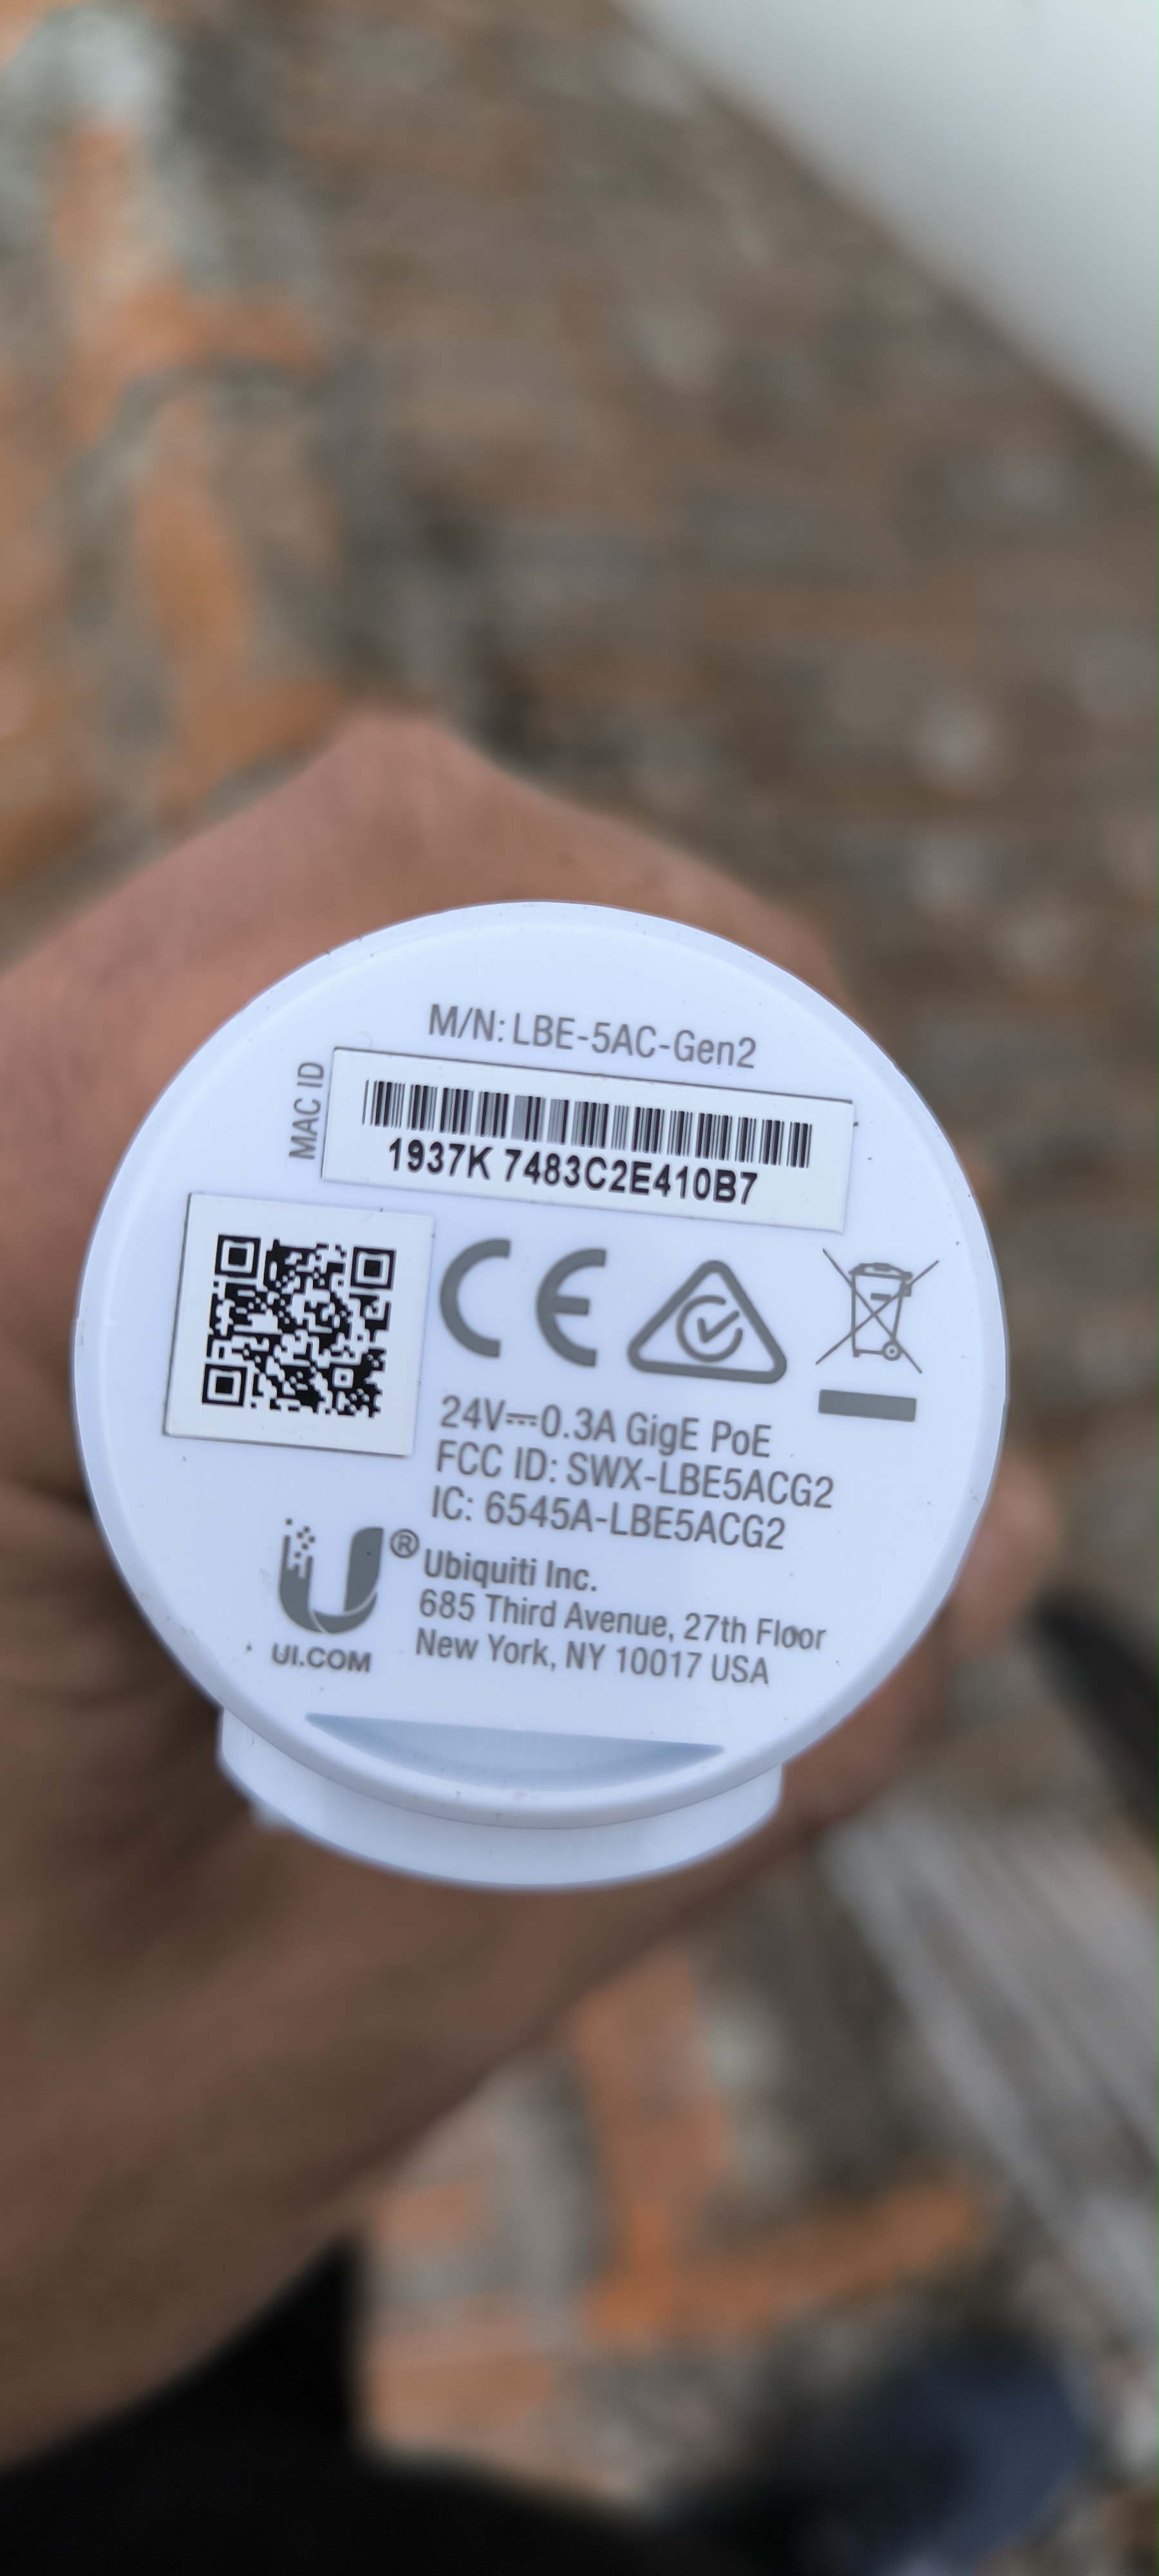 M/N: LBE-5AC-Gen2
MAC ID
1937K 7483C2E410B7
CE
24V⎓0.3A GigE PoE
FCC ID: SWX-LBE5ACG2
IC: 6545A-LBE5ACG2
U®
UI.COM
Ubiquiti Inc.
685 Third Avenue, 27th Floor
New York, NY 10017 USA